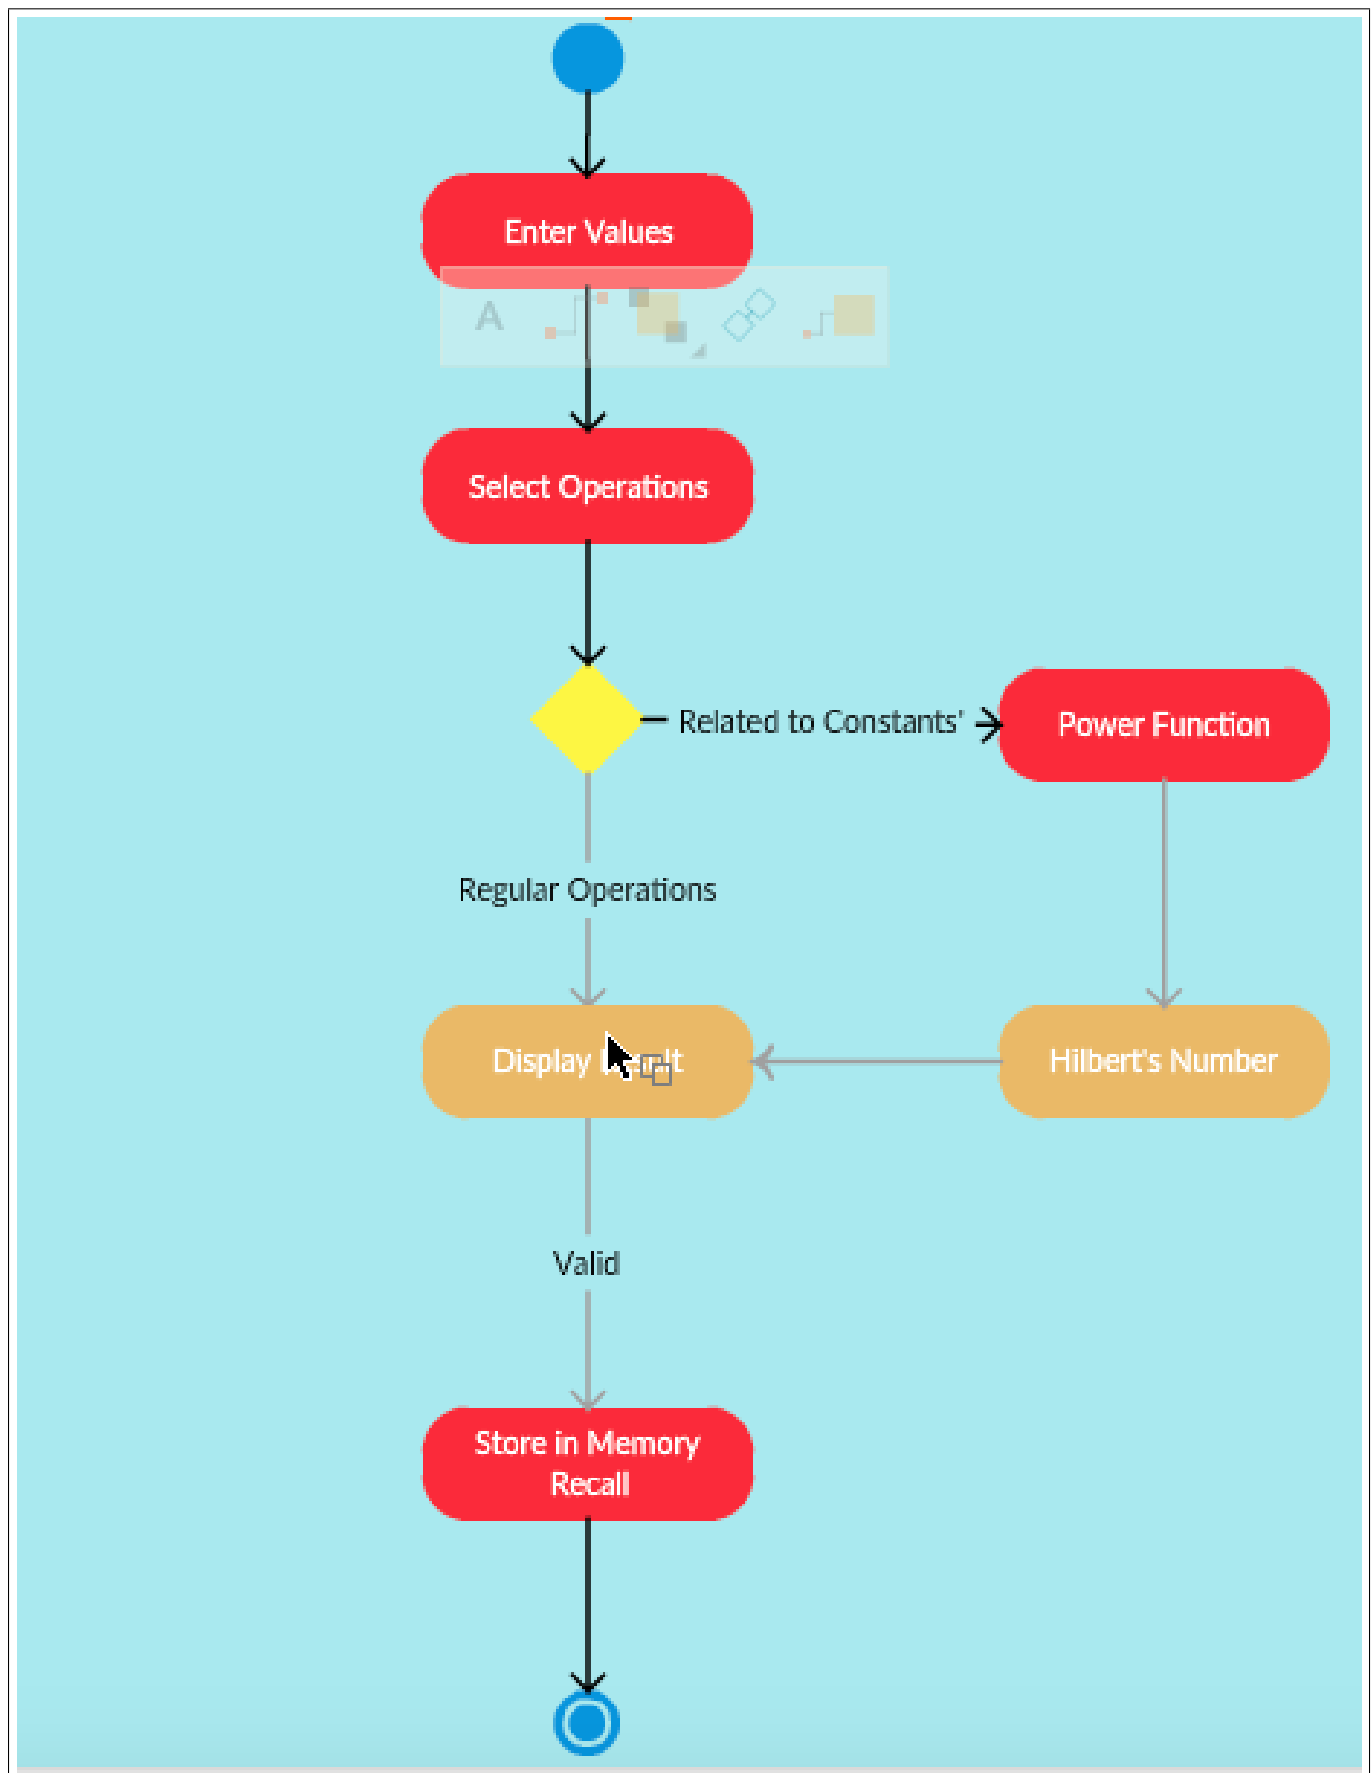 Enter Values
A
Select Operations
Related to Constants'
Power Function
Regular Operations
Display
Hilbert's Number
Valid
Store in Memory
Recall